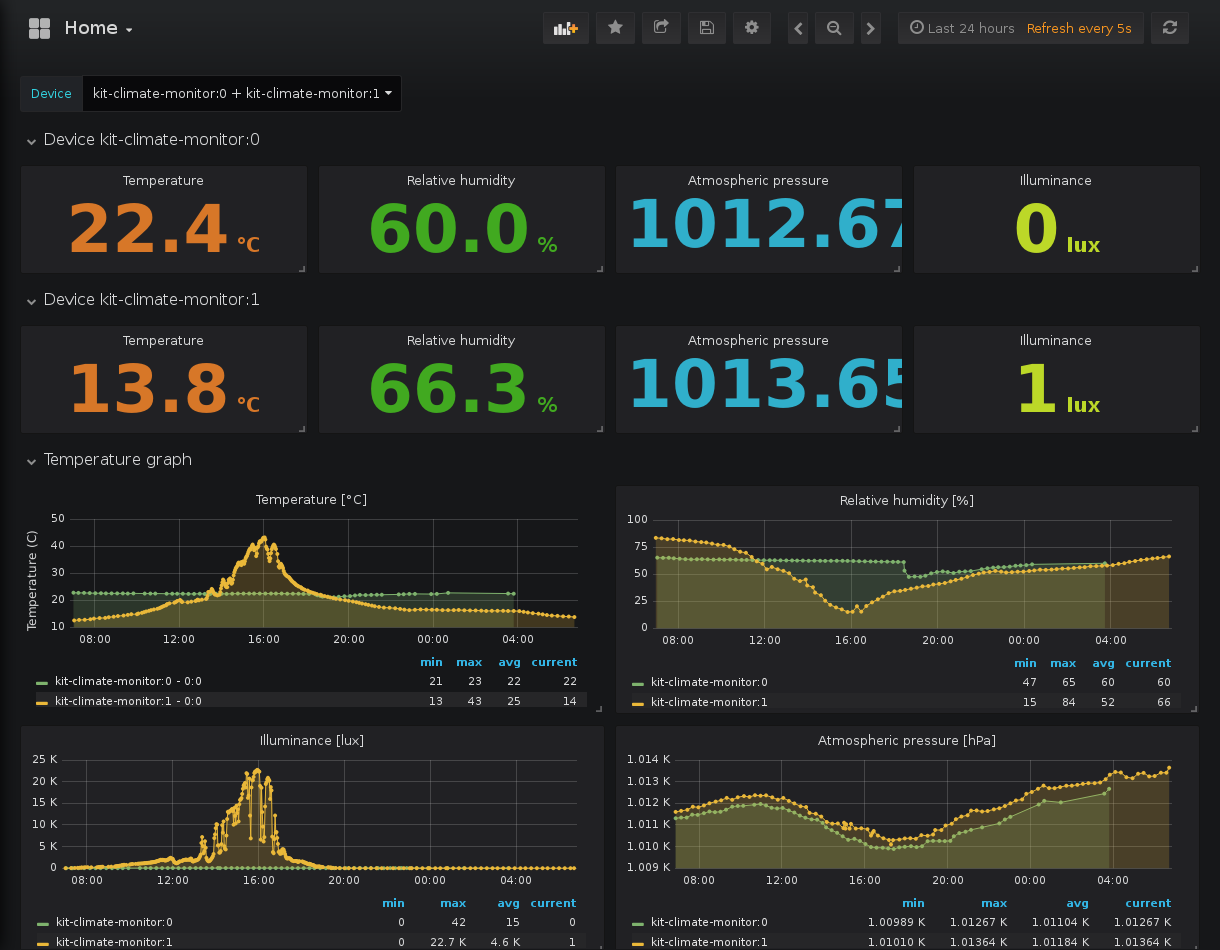 Home
Last 24 hours Refresh every 5s
Device kit-climate-monitor:0 + kit-climate-monitor:1
Device kit-climate-monitor:0
Temperature Relative humidity Atmospheric pressure Illuminance
22.4 °C 60.0 % 1012.67 0 lux
Device kit-climate-monitor:1
Temperature Relative humidity Atmospheric pressure Illuminance
13.8 °C 66.3 % 1013.65 1 lux
Temperature graph
Temperature [°C]
Temperature (C)
50
40
30
20
10
08:00 12:00 16:00 20:00 00:00 04:00
min max avg current
kit-climate-monitor:0 - 0:0 21 23 22 22
kit-climate-monitor:1 - 0:0 13 43 25 14
Relative humidity [%]
100
75
50
25
0
08:00 12:00 16:00 20:00 00:00 04:00
min max avg current
kit-climate-monitor:0 47 65 60 60
kit-climate-monitor:1 15 84 52 66
Illuminance [lux]
25 K
20 K
15 K
10 K
5 K
0
08:00 12:00 16:00 20:00 00:00 04:00
min max avg current
kit-climate-monitor:0 0 42 15 0
kit-climate-monitor:1 0 22.7 K 4.6 K 1
Atmospheric pressure [hPa]
1.014 K
1.013 K
1.012 K
1.011 K
1.010 K
1.009 K
08:00 12:00 16:00 20:00 00:00 04:00
min max avg current
kit-climate-monitor:0 1.00989 K 1.01267 K 1.01104 K 1.01267 K
kit-climate-monitor:1 1.01010 K 1.01364 K 1.01184 K 1.01364 K